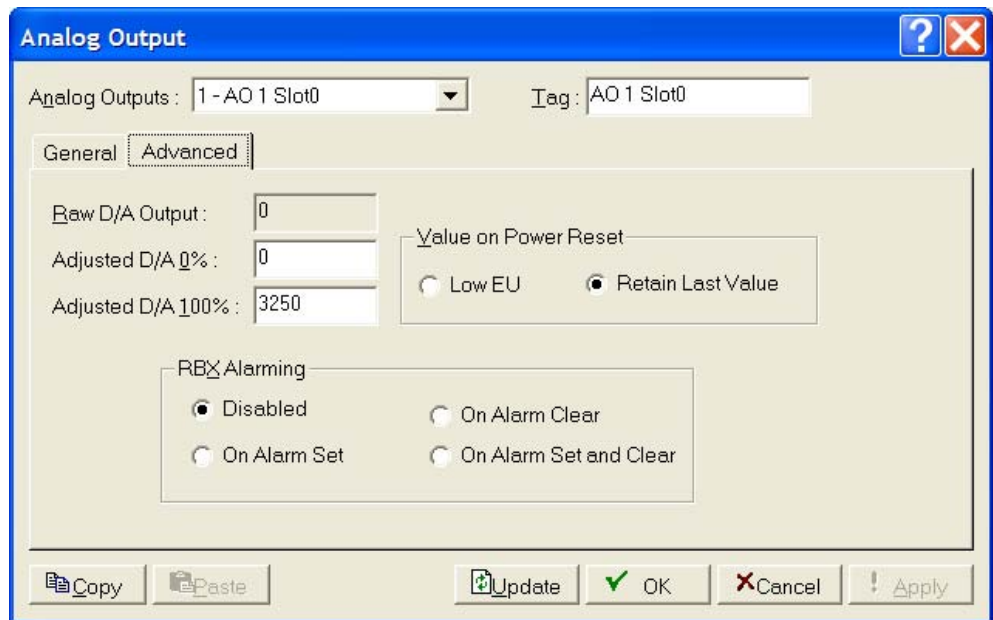 Analog Output
Analog Outputs : 1 - AO 1 Slot0 Tag : AO 1 Slot0
General Advanced
Raw D/A Output : 0
Adjusted D/A 0% : 0
Adjusted D/A 100% : 3250
Value on Power Reset
Low EU Retain Last Value
RBX Alarming
Disabled On Alarm Clear
On Alarm Set On Alarm Set and Clear
Copy Paste Update OK Cancel Apply